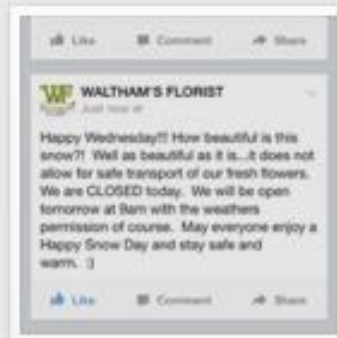 Like Comment Share
WF WALTHAM'S FLORIST
Just now
Happy Wednesday!!! How beautiful is this
snow?! Well as beautiful as it is...it does not
allow for safe transport of our fresh flowers.
We are CLOSED today. We will be open
tomorrow at 9am with the weathers
permission of course. May everyone enjoy a
Happy Snow Day and stay safe and
warm. :)
Like Comment Share